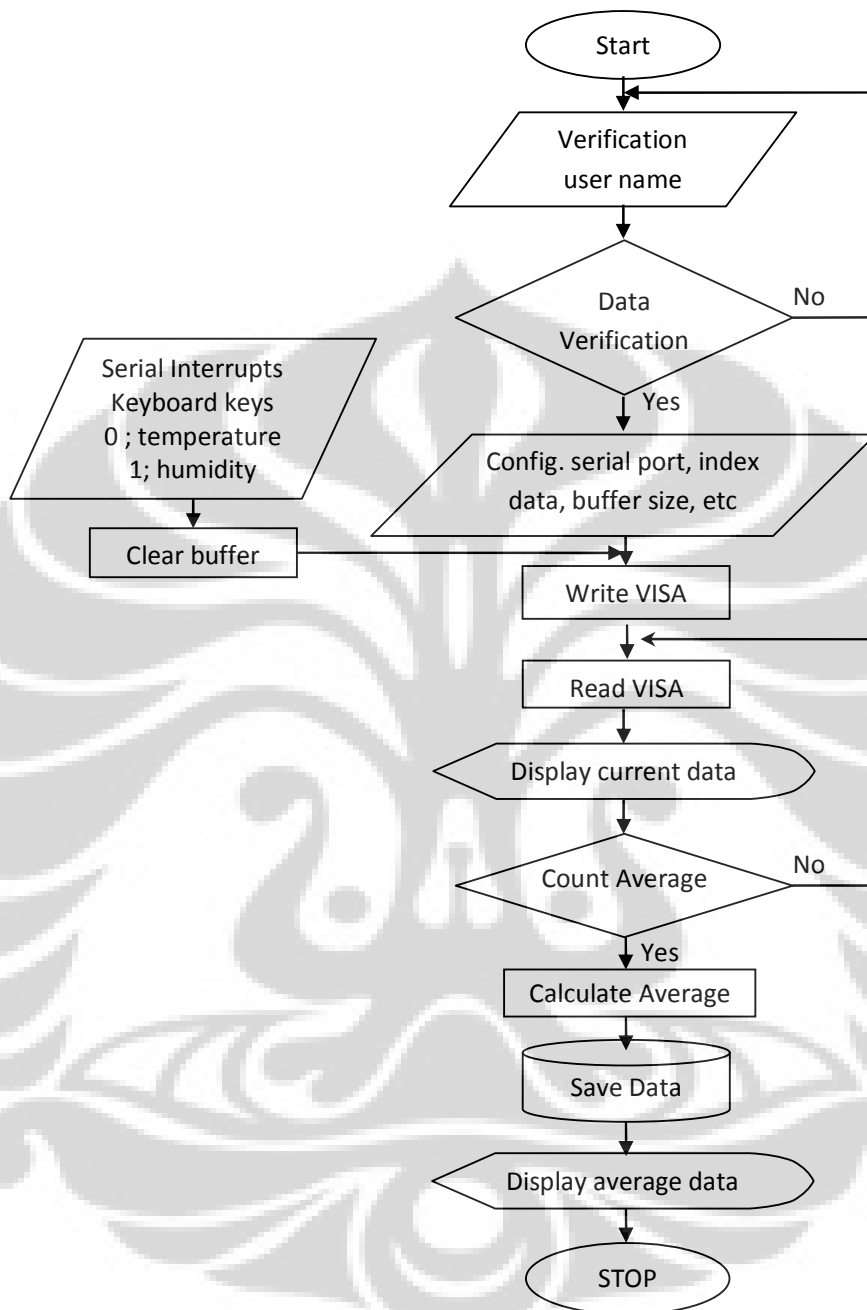 Start
Verification
user name
Data
Verification
No
Yes
Serial Interrupts
Keyboard keys
0 ; temperature
1; humidity
Config. serial port, index
data, buffer size, etc
Clear buffer
Write VISA
Read VISA
Display current data
Count Average
No
Yes
Calculate Average
Save Data
Display average data
STOP